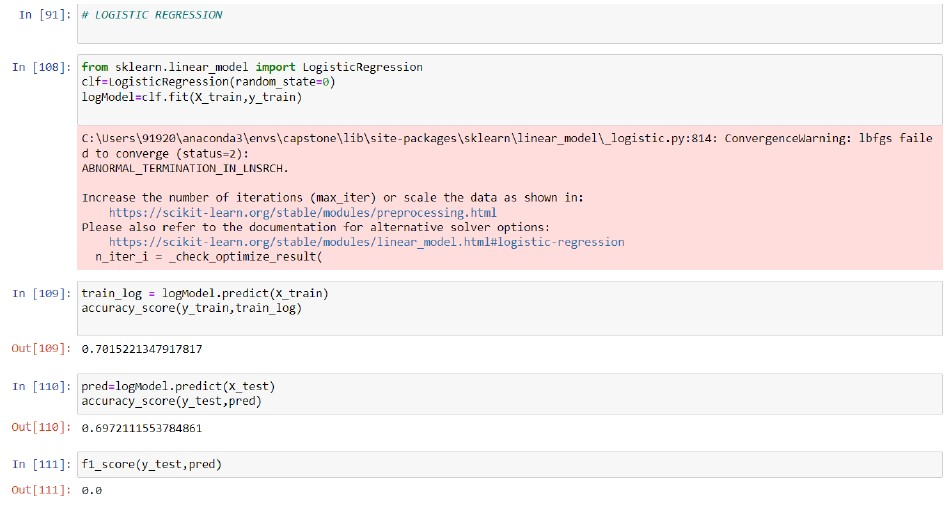 In [91]: # LOGISTIC REGRESSION
In [108]: from sklearn.linear_model import LogisticRegression
clf=LogisticRegression(random_state=0)
logModel=clf.fit(X_train,y_train)
C:\Users\91920\anaconda3\envs\capstone\lib\site-packages\sklearn\linear_model\_logistic.py:814: ConvergenceWarning: lbfgs faile
d to converge (status=2):
ABNORMAL_TERMINATION_IN_LNSRCH.
Increase the number of iterations (max_iter) or scale the data as shown in:
https://scikit-learn.org/stable/modules/preprocessing.html
Please also refer to the documentation for alternative solver options:
https://scikit-learn.org/stable/modules/linear_model.html#logistic-regression
n_iter_i = _check_optimize_result(
In [109]: train_log = logModel.predict(X_train)
accuracy_score(y_train,train_log)
Out[109]: 0.7015221347917817
In [110]: pred=logModel.predict(X_test)
accuracy_score(y_test,pred)
Out[110]: 0.6972111553784861
In [111]: f1_score(y_test,pred)
Out[111]: 0.0